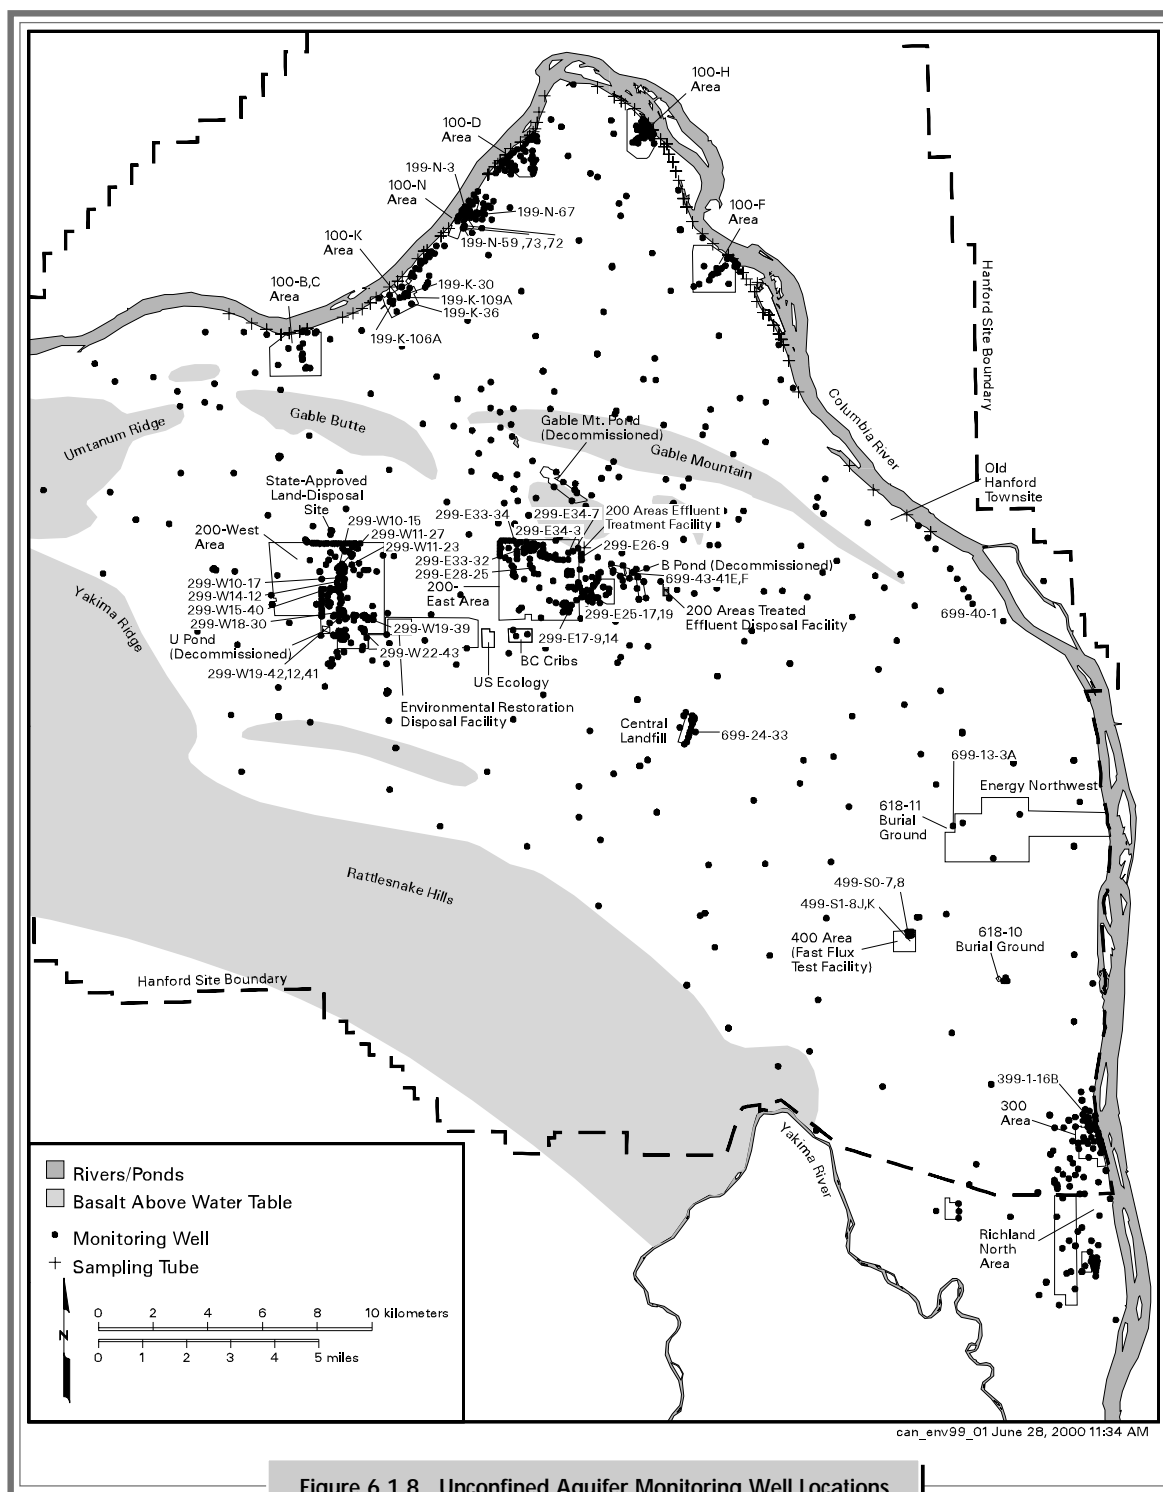 100-H
Area
100-D
Area
199-N-3
100-N
Area
199-N-67
100-F
Area
199-N-59,73,72
100-K
Area
199-K-30
100-B,C
Area
199-K-109A
199-K-36
199-K-106A
Hanford Site Boundary
Columbia River
Umtanum Ridge
Gable Butte
Gable Mt. Pond
(Decommissioned)
Gable Mountain
Old
Hanford
Townsite
State-Approved
Land-Disposal
Site
200-West
Area
299-W10-15
299-W11-27
299-W11-23
299-E33-34
299-E34-7
299-E34-3
200 Areas Effluent
Treatment Facility
299-E26-9
299-E33-32
299-E28-25
200-
East Area
B Pond (Decommissioned)
699-43-41E,F
299-W10-17
299-W14-12
299-W15-40
299-W18-30
Yakima Ridge
U Pond
(Decommissioned)
299-W19-39
299-W22-43
299-W19-42,12,41
299-E25-17,19
200 Areas Treated
Effluent Disposal Facility
699-40-1
299-E17-9,14
BC Cribs
US Ecology
Environmental Restoration
Disposal Facility
Central
Landfill
699-24-33
699-13-3A
Energy Northwest
618-11
Burial
Ground
Rattlesnake Hills
499-S0-7,8
499-S1-8J,K
400 Area
(Fast Flux
Test Facility)
618-10
Burial Ground
Hanford Site Boundary
399-1-16B
300
Area
Yakima River
Richland
North
Area
Rivers/Ponds
Basalt Above Water Table
Monitoring Well
Sampling Tube
N
0 2 4 6 8 10 kilometers
0 1 2 3 4 5 miles
can_env99_01 June 28, 2000 11:34 AM
Figure 6.1.8 Unconfined Aquifer Monitoring Well Locations